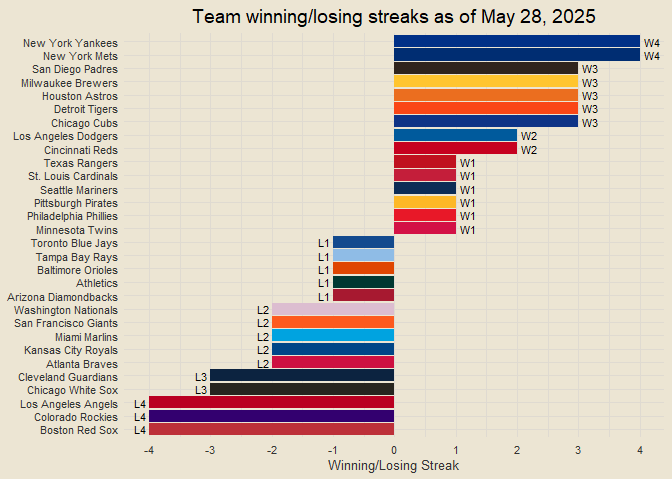 Team winning/losing streaks as of May 28, 2025
New York Yankees W4
New York Mets W4
San Diego Padres W3
Milwaukee Brewers W3
Houston Astros W3
Detroit Tigers W3
Chicago Cubs W3
Los Angeles Dodgers W2
Cincinnati Reds W2
Texas Rangers W1
St. Louis Cardinals W1
Seattle Mariners W1
Pittsburgh Pirates W1
Philadelphia Phillies W1
Minnesota Twins W1
Toronto Blue Jays L1
Tampa Bay Rays L1
Baltimore Orioles L1
Athletics L1
Arizona Diamondbacks L1
Washington Nationals L2
San Francisco Giants L2
Miami Marlins L2
Kansas City Royals L2
Atlanta Braves L2
Cleveland Guardians L3
Chicago White Sox L3
Los Angeles Angels L4
Colorado Rockies L4
Boston Red Sox L4
-4 -3 -2 -1 0 1 2 3 4
Winning/Losing Streak